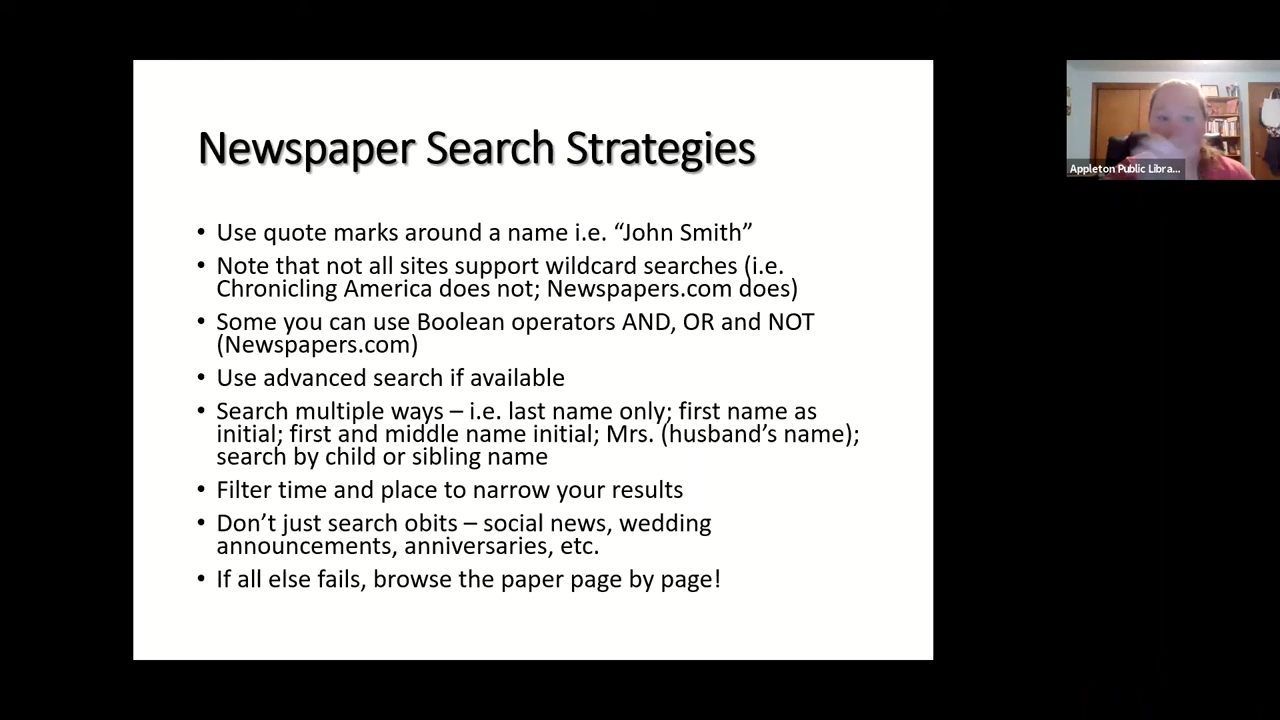 Newspaper Search Strategies
• Use quote marks around a name i.e. “John Smith”
• Note that not all sites support wildcard searches (i.e.
Chronicling America does not; Newspapers.com does)
• Some you can use Boolean operators AND, OR and NOT
(Newspapers.com)
• Use advanced search if available
• Search multiple ways – i.e. last name only; first name as
initial; first and middle name initial; Mrs. (husband’s name);
search by child or sibling name
• Filter time and place to narrow your results
• Don’t just search obits – social news, wedding
announcements, anniversaries, etc.
• If all else fails, browse the paper page by page!
Appleton Public Libra...